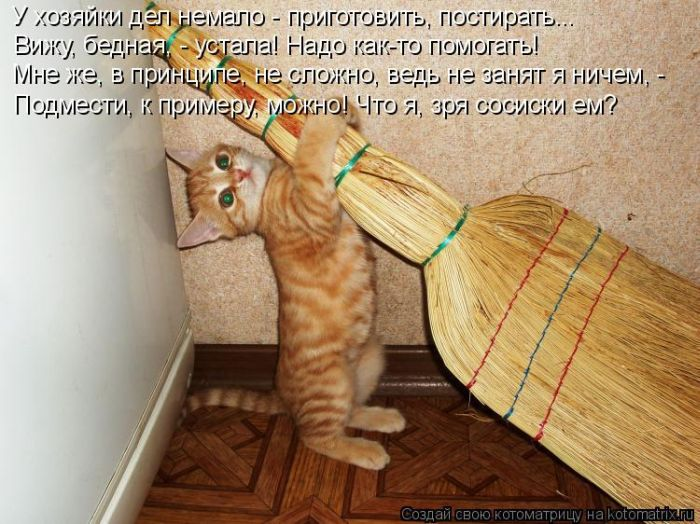 У хозяйки дел немало - приготовить, постирать...
Вижу, бедная, - устала! Надо как-то помогать!
Мне же, в принципе, не сложно, ведь не занят я ничем, -
Подмести, к примеру, можно! Что я, зря сосиски ем?
Создай свою котоматрицу на kotomatrix.ru